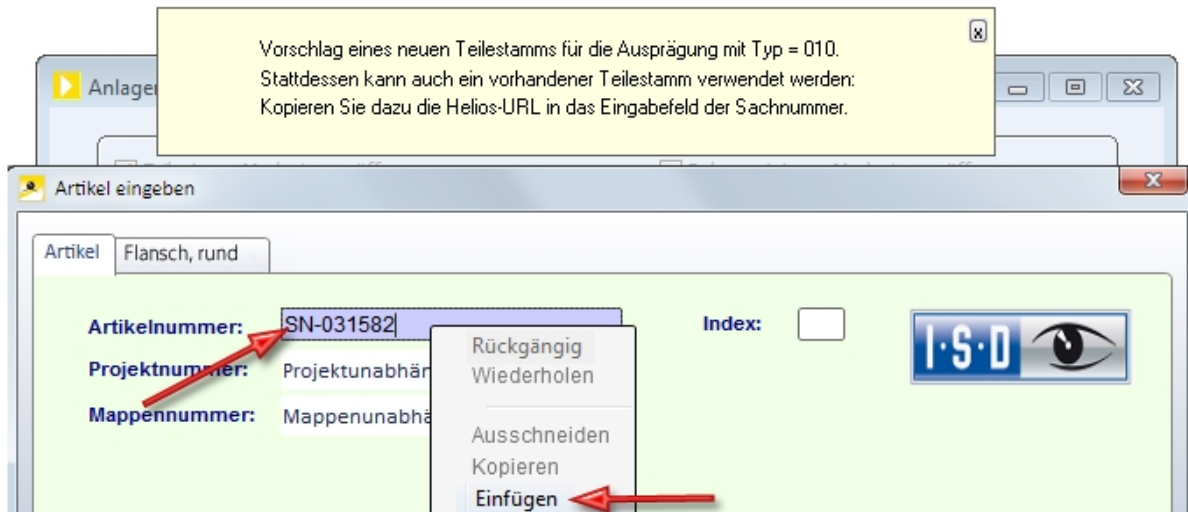 Vorschlag eines neuen Teilestamms für die Ausprägung mit Typ = 010.
Stattdessen kann auch ein vorhandener Teilestamm verwendet werden:
Kopieren Sie dazu die Helios-URL in das Eingabefeld der Sachnummer.
Anlage
Artikel eingeben
Artikel Flansch, rund
Artikelnummer: SN-031582 Index:
I·S·D
Projektnummer: Projektunabhän
Mappennummer: Mappenunabhä
Rückgängig
Wiederholen
Ausschneiden
Kopieren
Einfügen